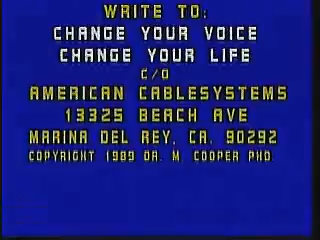 WRITE TO:
CHANGE YOUR VOICE
CHANGE YOUR LIFE
C/O
AMERICAN CABLESYSTEMS
13325 BEACH AVE
MARINA DEL REY, CA. 90292
COPYRIGHT 1989 DR. M. COOPER PHD.